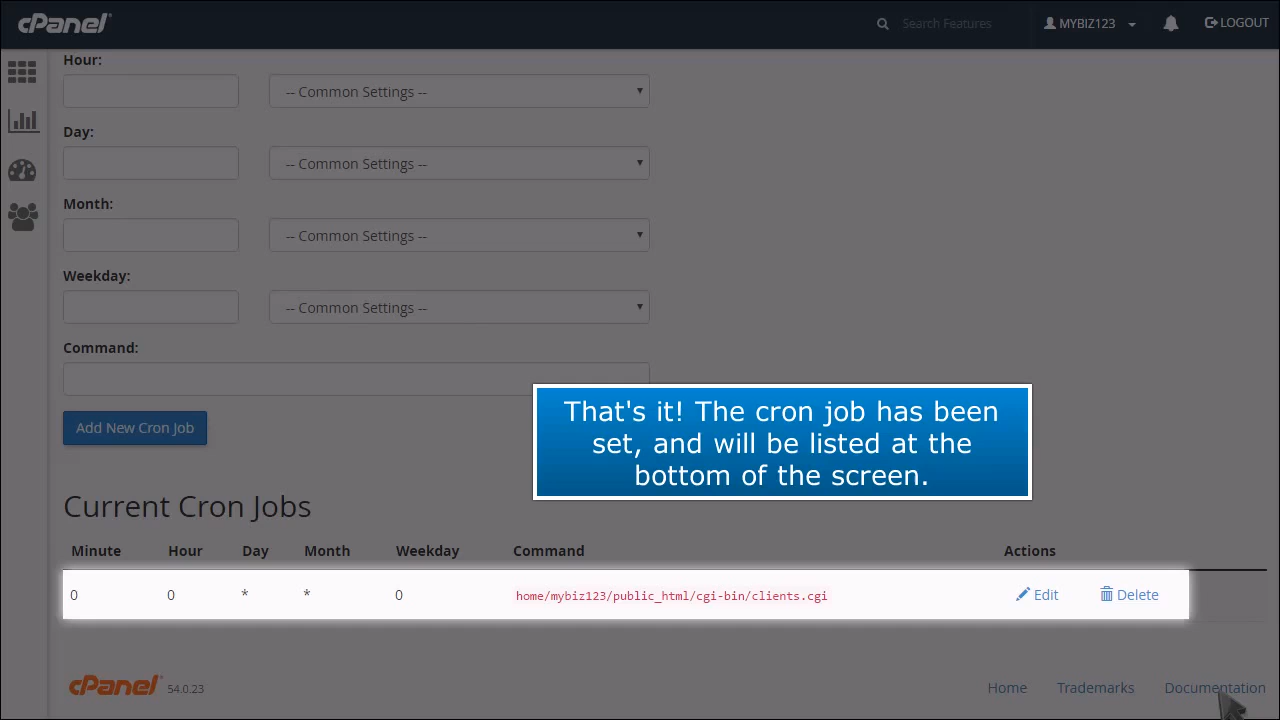 cPanel Search Features MYBIZ123 LOGOUT
Hour:
-- Common Settings --
Day:
-- Common Settings --
Month:
-- Common Settings --
Weekday:
-- Common Settings --
Command:
Add New Cron Job
That's it! The cron job has been
set, and will be listed at the
bottom of the screen.
Current Cron Jobs
Minute Hour Day Month Weekday Command Actions
0 0 * * 0 home/mybiz123/public_html/cgi-bin/clients.cgi Edit Delete
cPanel 54.0.23 Home Trademarks Documentation